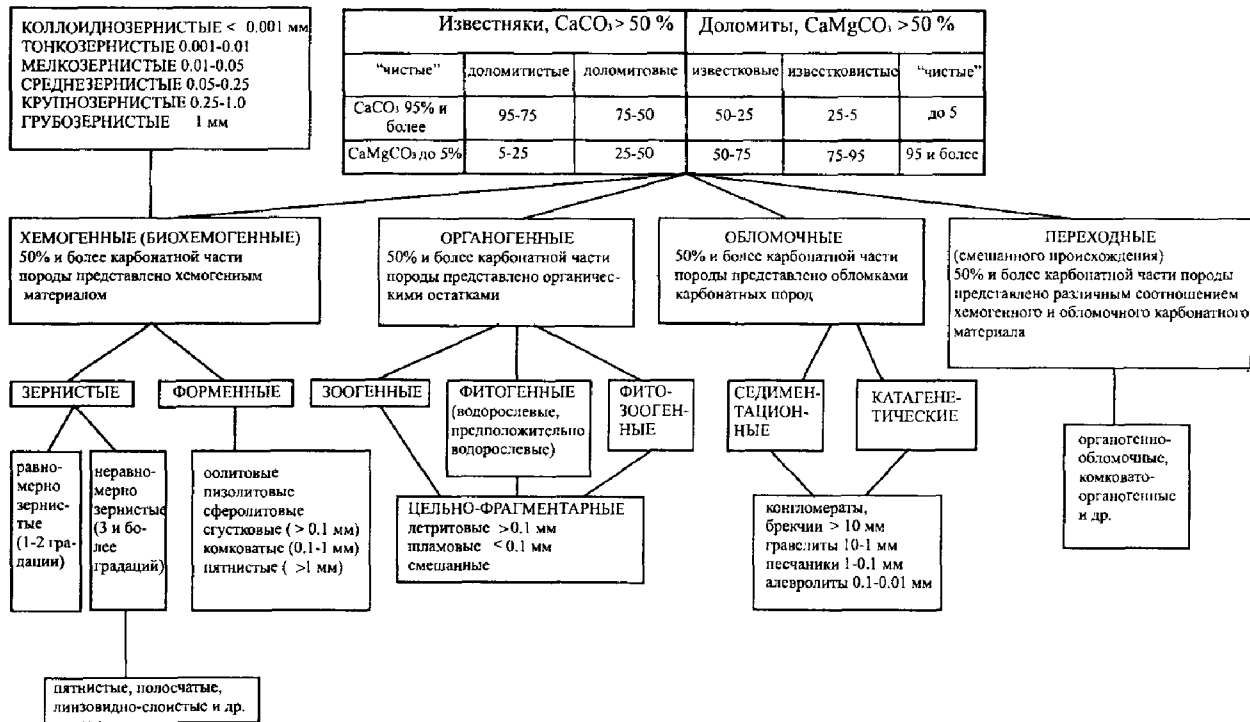 КОЛЛОИДНОЗЕРНИСТЫЕ < 0.001 мм
ТОНКОЗЕРНИСТЫЕ 0.001-0.01
МЕЛКОЗЕРНИСТЫЕ 0.01-0.05
СРЕДНЕЗЕРНИСТЫЕ 0.05-0.25
КРУПНОЗЕРНИСТЫЕ 0.25-1.0
ГРУБОЗЕРНИСТЫЕ 1 мм
Известняки, CaCO₃ > 50 % Доломиты, CaMgCO₃ >50 %
“чистые” доломитистые доломитовые известковые известковистые “чистые”
CaCO₃ 95% и более 95-75 75-50 50-25 25-5 до 5
CaMgCO₃ до 5% 5-25 25-50 50-75 75-95 95 и более
ХЕМОГЕННЫЕ (БИОХЕМОГЕННЫЕ)
50% и более карбонатной части
породы представлено хемогенным
материалом
ОРГАНОГЕННЫЕ
50% и более карбонатной части
породы представлено органичес-
кими остатками
ОБЛОМОЧНЫЕ
50% и более карбонатной части
породы представлено обломками
карбонатных пород
ПЕРЕХОДНЫЕ
(смешанного происхождения)
50% и более карбонатной части породы
представлено различным соотношением
хемогенного и обломочного карбонатного
материала
ЗЕРНИСТЫЕ
ФОРМЕННЫЕ
ЗООГЕННЫЕ
ФИТОГЕННЫЕ
(водорослевые,
предположительно
водорослевые)
ФИТО-
ЗООГЕН-
НЫЕ
СЕДИМЕН-
ТАЦИОН-
НЫЕ
КАТАГЕНЕ-
ТИЧЕСКИЕ
равно-
мерно
зернис-
тые
(1-2 гра-
дации)
неравно-
мерно
зернистые
(3 и бо-
лее
градаций)
оолитовые
пизолитовые
сферолитовые
сгустковые ( > 0.1 мм)
комковатые (0.1-1 мм)
пятнистые ( >1 мм)
ЦЕЛЬНО-ФРАГМЕНТАРНЫЕ
детритовые >0.1 мм
шламовые <0.1 мм
смешанные
конгломераты,
брекчии > 10 мм
гравелиты 10-1 мм
песчаники 1-0.1 мм
алевролиты 0.1-0.01 мм
органогенно-
обломочные,
комковато-
органогенные
и др.
пятнистые, полосчатые,
линзовидно-слоистые и др.